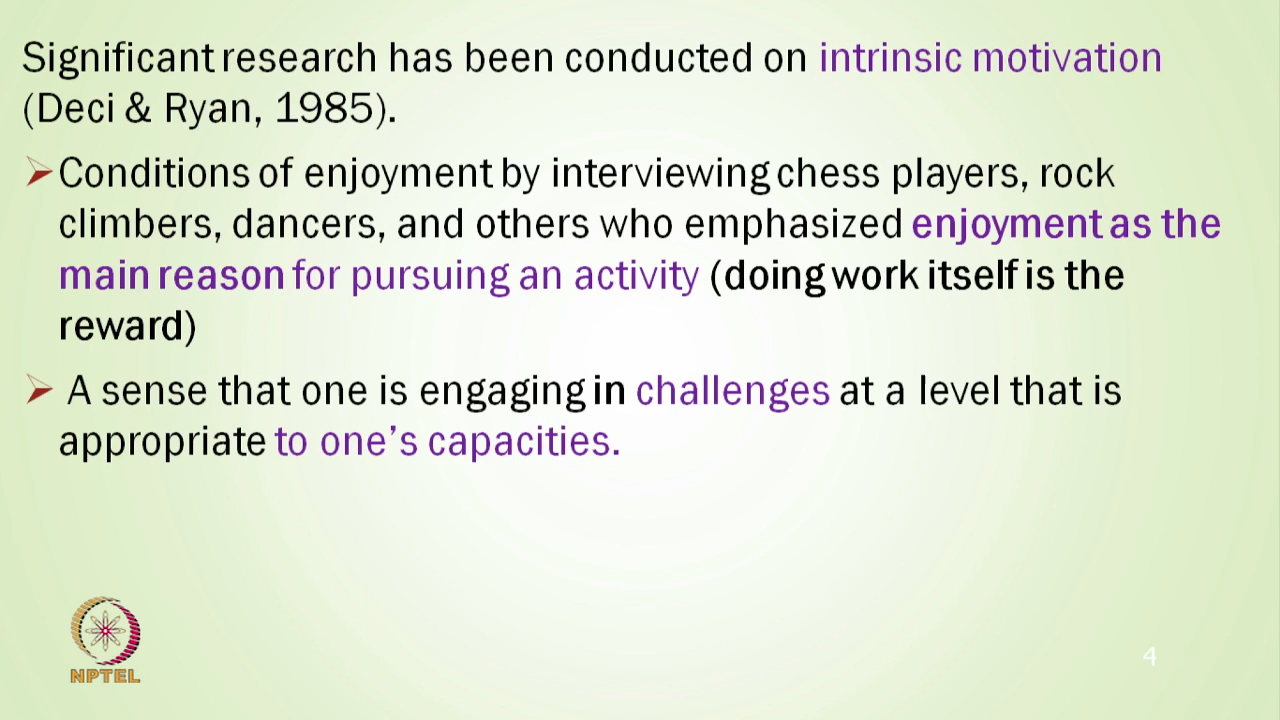 Significant research has been conducted on intrinsic motivation
(Deci & Ryan, 1985).
➢Conditions of enjoyment by interviewing chess players, rock
climbers, dancers, and others who emphasized enjoyment as the
main reason for pursuing an activity (doing work itself is the
reward)
➢ A sense that one is engaging in challenges at a level that is
appropriate to one’s capacities.
NPTEL
4